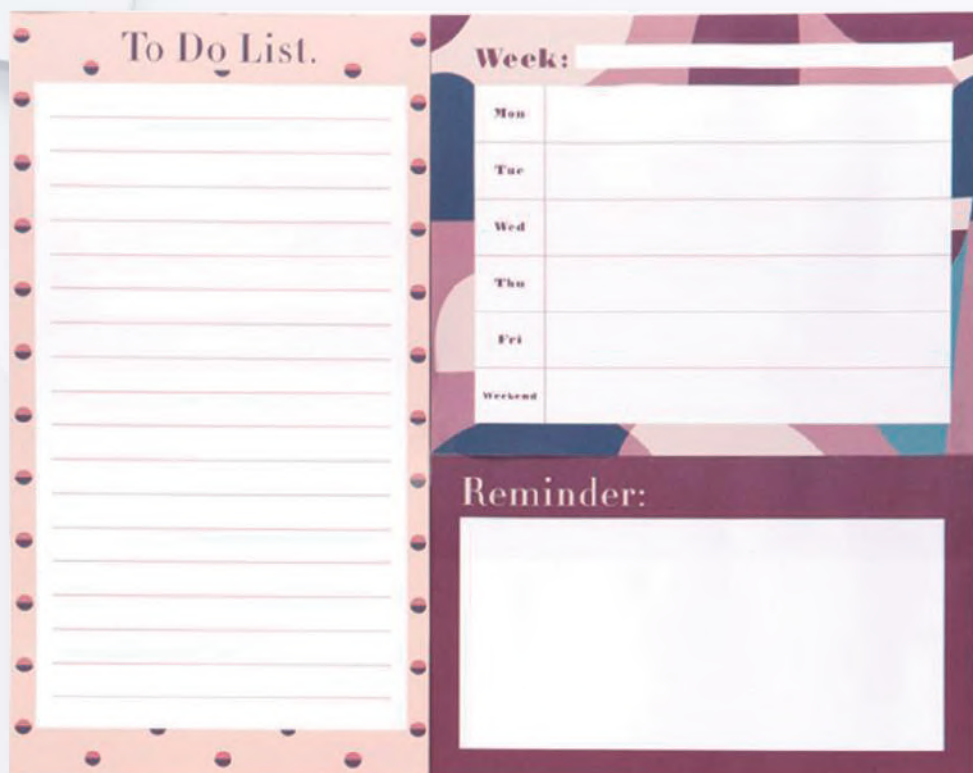 To Do List.
Week:
Mon
Tue
Wed
Thu
Fri
Weekend
Reminder: